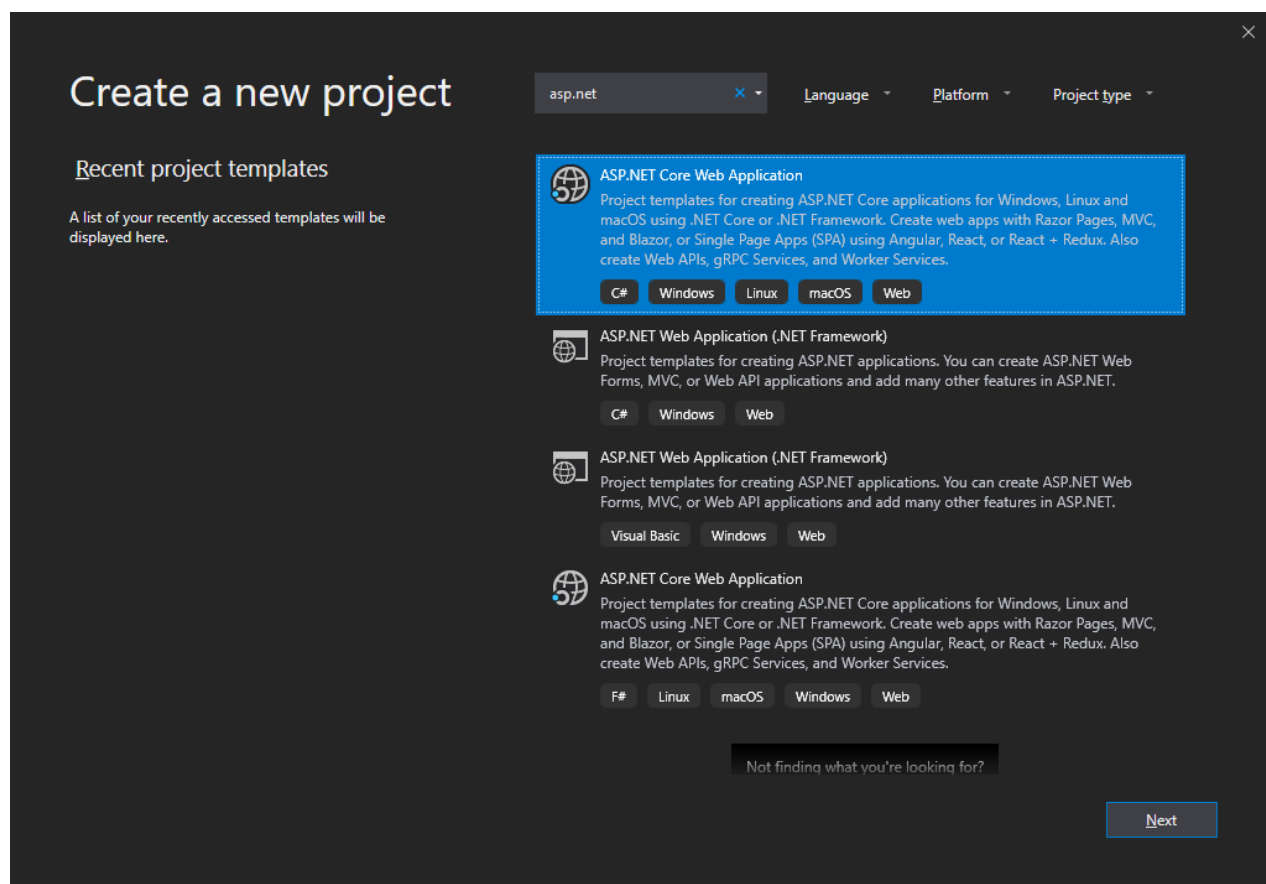 Create a new project
asp.net
Language
Platform
Project type
Recent project templates
A list of your recently accessed templates will be
displayed here.
ASP.NET Core Web Application
Project templates for creating ASP.NET Core applications for Windows, Linux and
macOS using .NET Core or .NET Framework. Create web apps with Razor Pages, MVC,
and Blazor, or Single Page Apps (SPA) using Angular, React, or React + Redux. Also
create Web APIs, gRPC Services, and Worker Services.
C# Windows Linux macOS Web
ASP.NET Web Application (.NET Framework)
Project templates for creating ASP.NET applications. You can create ASP.NET Web
Forms, MVC, or Web API applications and add many other features in ASP.NET.
C# Windows Web
ASP.NET Web Application (.NET Framework)
Project templates for creating ASP.NET applications. You can create ASP.NET Web
Forms, MVC, or Web API applications and add many other features in ASP.NET.
Visual Basic Windows Web
ASP.NET Core Web Application
Project templates for creating ASP.NET Core applications for Windows, Linux and
macOS using .NET Core or .NET Framework. Create web apps with Razor Pages, MVC,
and Blazor, or Single Page Apps (SPA) using Angular, React, or React + Redux. Also
create Web APIs, gRPC Services, and Worker Services.
F# Linux macOS Windows Web
Not finding what you're looking for?
Next